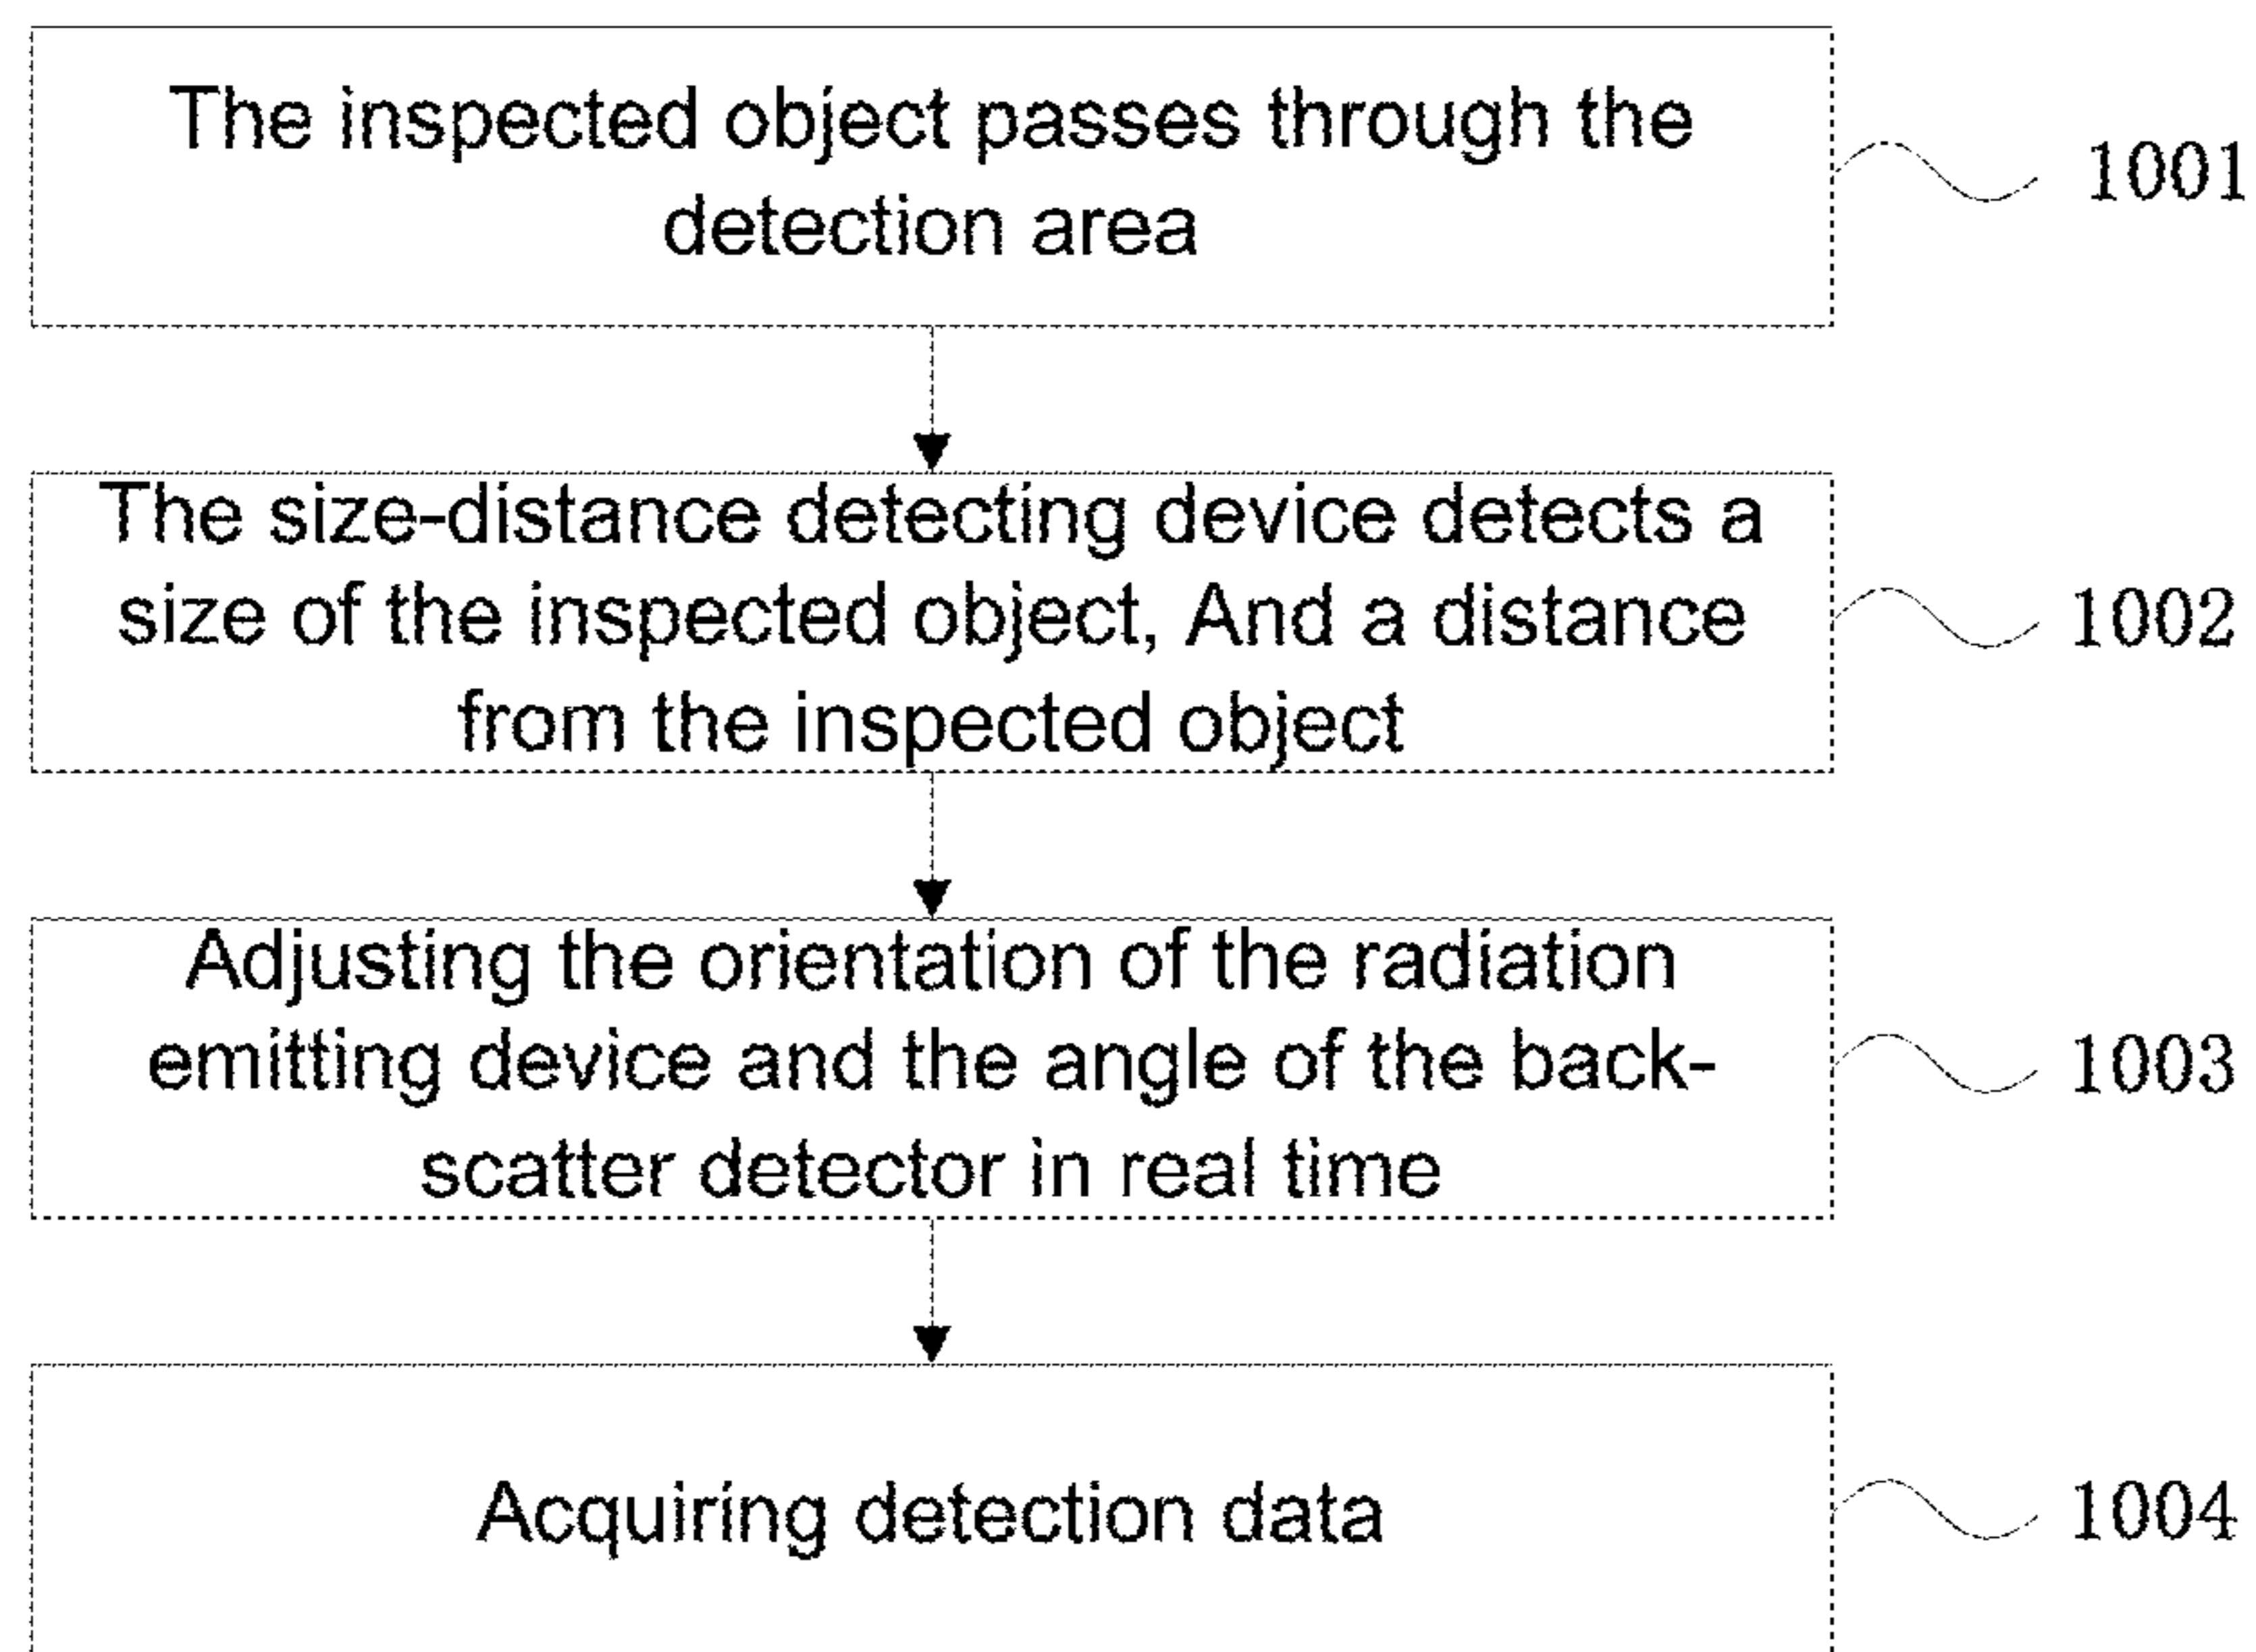 The inspected object passes through the
detection area
1001
The size-distance detecting device detects a
size of the inspected object, And a distance
from the inspected object
1002
Adjusting the orientation of the radiation
emitting device and the angle of the back-
scatter detector in real time
1003
Acquiring detection data
1004